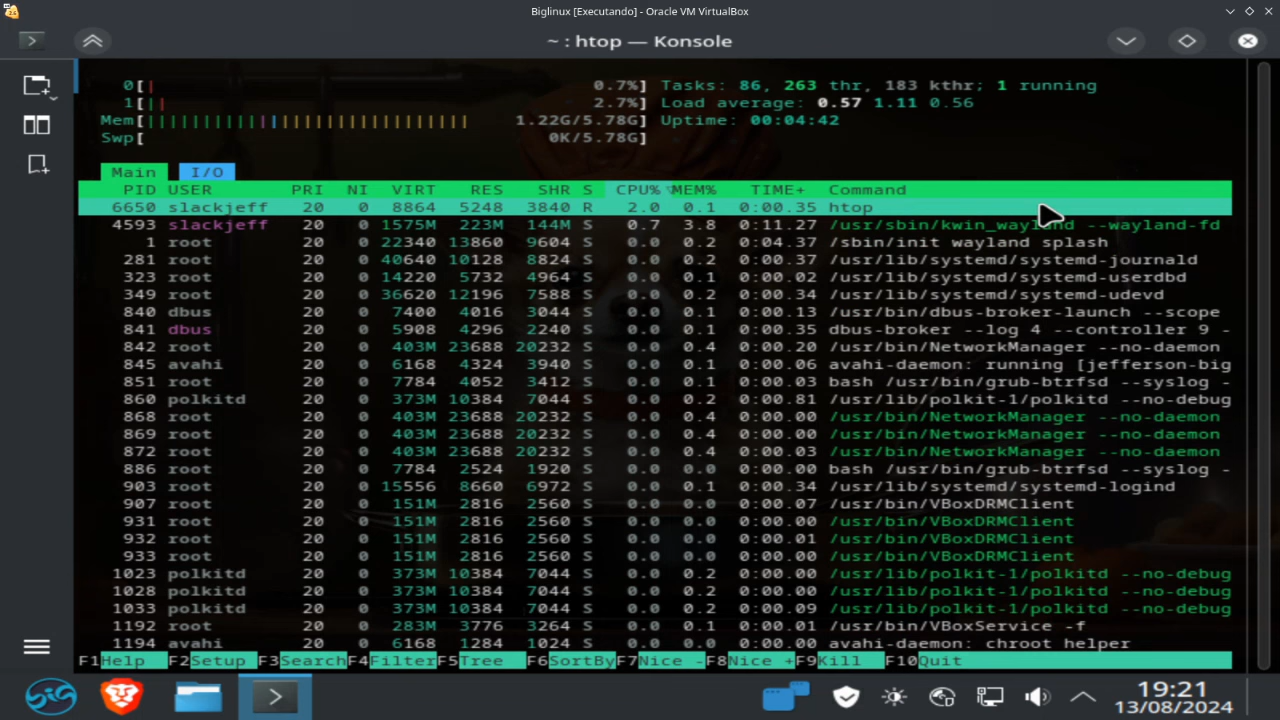 Biglinux [Executando] - Oracle VM VirtualBox
~ : htop — Konsole
0[| 0.7%] Tasks: 86, 263 thr, 183 kthr; 1 running
1[|| 2.7%] Load average: 0.57 1.11 0.56
Mem[|||||||||||||||||||||||||||||| 1.22G/5.78G] Uptime: 00:04:42
Swp[ 0K/5.78G]
Main I/O
PID USER PRI NI VIRT RES SHR S CPU%▽MEM% TIME+ Command
6650 slackjeff 20 0 8864 5248 3840 R 2.0 0.1 0:00.35 htop
4593 slackjeff 20 0 1575M 223M 144M S 0.7 3.8 0:11.27 /usr/sbin/kwin_wayland --wayland-fd
1 root 20 0 22340 13860 9604 S 0.0 0.2 0:04.37 /sbin/init wayland splash
281 root 20 0 40640 10128 8824 S 0.0 0.2 0:00.37 /usr/lib/systemd/systemd-journald
323 root 20 0 14220 5732 4964 S 0.0 0.1 0:00.02 /usr/lib/systemd/systemd-userdbd
349 root 20 0 36620 12196 7588 S 0.0 0.2 0:00.34 /usr/lib/systemd/systemd-udevd
840 dbus 20 0 7400 4016 3044 S 0.0 0.1 0:00.13 /usr/bin/dbus-broker-launch --scope
841 dbus 20 0 5908 4296 2240 S 0.0 0.1 0:00.35 dbus-broker --log 4 --controller 9 -
842 root 20 0 403M 23688 20232 S 0.0 0.4 0:00.20 /usr/bin/NetworkManager --no-daemon
845 avahi 20 0 6168 4324 3940 S 0.0 0.1 0:00.06 avahi-daemon: running [jefferson-big
851 root 20 0 7784 4052 3412 S 0.0 0.1 0:00.03 bash /usr/bin/grub-btrfsd --syslog -
860 polkitd 20 0 373M 10384 7044 S 0.0 0.2 0:00.81 /usr/lib/polkit-1/polkitd --no-debug
868 root 20 0 403M 23688 20232 S 0.0 0.4 0:00.00 /usr/bin/NetworkManager --no-daemon
869 root 20 0 403M 23688 20232 S 0.0 0.4 0:00.00 /usr/bin/NetworkManager --no-daemon
872 root 20 0 403M 23688 20232 S 0.0 0.4 0:00.03 /usr/bin/NetworkManager --no-daemon
886 root 20 0 7784 2524 1920 S 0.0 0.0 0:00.00 bash /usr/bin/grub-btrfsd --syslog -
903 root 20 0 15556 8660 6972 S 0.0 0.1 0:00.34 /usr/lib/systemd/systemd-logind
907 root 20 0 151M 2816 2560 S 0.0 0.0 0:00.07 /usr/bin/VBoxDRMClient
931 root 20 0 151M 2816 2560 S 0.0 0.0 0:00.00 /usr/bin/VBoxDRMClient
932 root 20 0 151M 2816 2560 S 0.0 0.0 0:00.01 /usr/bin/VBoxDRMClient
933 root 20 0 151M 2816 2560 S 0.0 0.0 0:00.00 /usr/bin/VBoxDRMClient
1023 polkitd 20 0 373M 10384 7044 S 0.0 0.2 0:00.00 /usr/lib/polkit-1/polkitd --no-debug
1028 polkitd 20 0 373M 10384 7044 S 0.0 0.2 0:00.00 /usr/lib/polkit-1/polkitd --no-debug
1033 polkitd 20 0 373M 10384 7044 S 0.0 0.2 0:00.09 /usr/lib/polkit-1/polkitd --no-debug
1192 root 20 0 283M 3776 3264 S 0.0 0.1 0:00.01 /usr/bin/VBoxService -f
1194 avahi 20 0 6168 1284 1024 S 0.0 0.0 0:00.00 avahi-daemon: chroot helper
F1Help F2Setup F3Search F4Filter F5Tree F6SortBy F7Nice - F8Nice + F9Kill F10Quit
BIG
19:21
13/08/2024